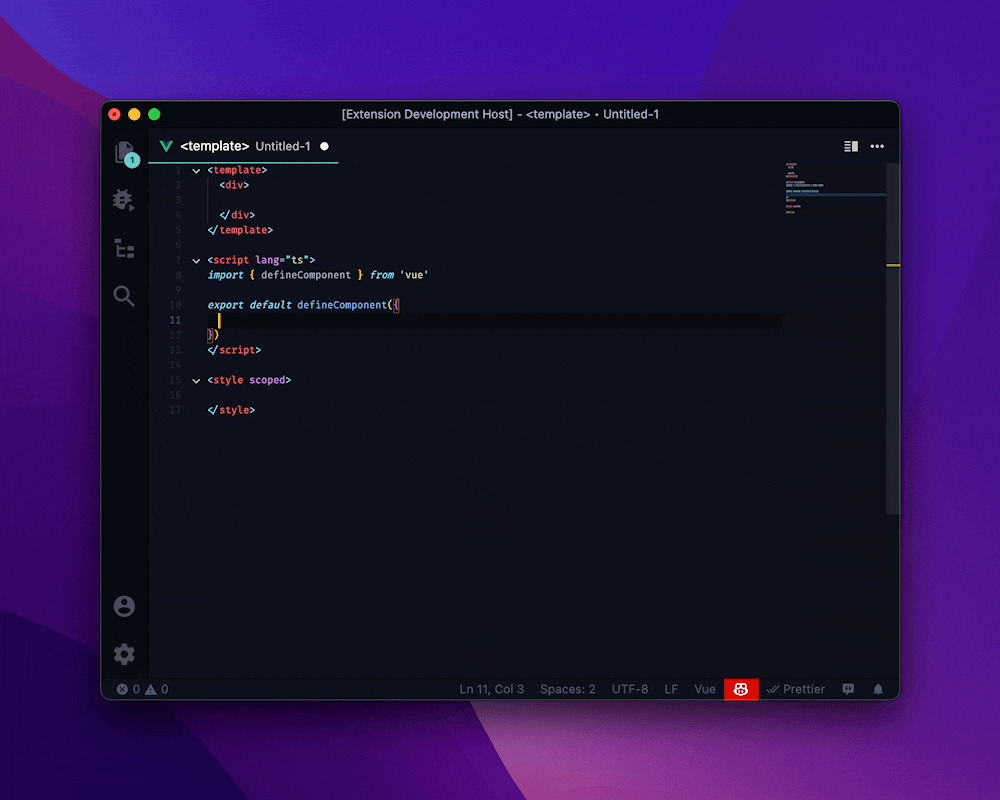 [Extension Development Host] - <template> • Untitled-1
<template> Untitled-1
1
1 <template>
2 <div>
3
4 </div>
5 </template>
6
7 <script lang="ts">
8 import { defineComponent } from 'vue'
9
10 export default defineComponent({
11
12 })
13 </script>
14
15 <style scoped>
16
17 </style>
0 0 Ln 11, Col 3 Spaces: 2 UTF-8 LF Vue Prettier